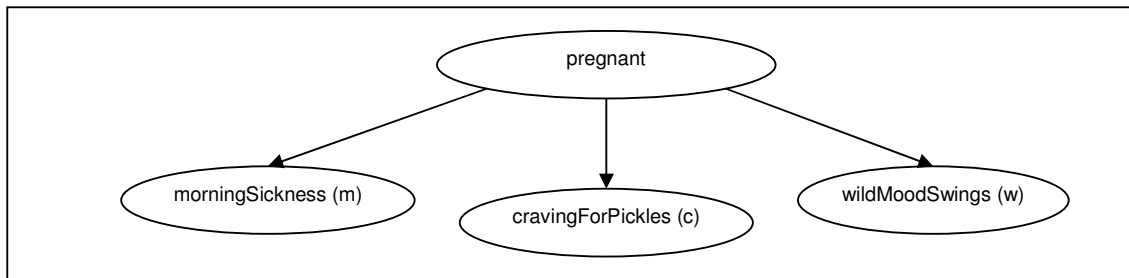 pregnant
morningSickness (m)
cravingForPickles (c)
wildMoodSwings (w)